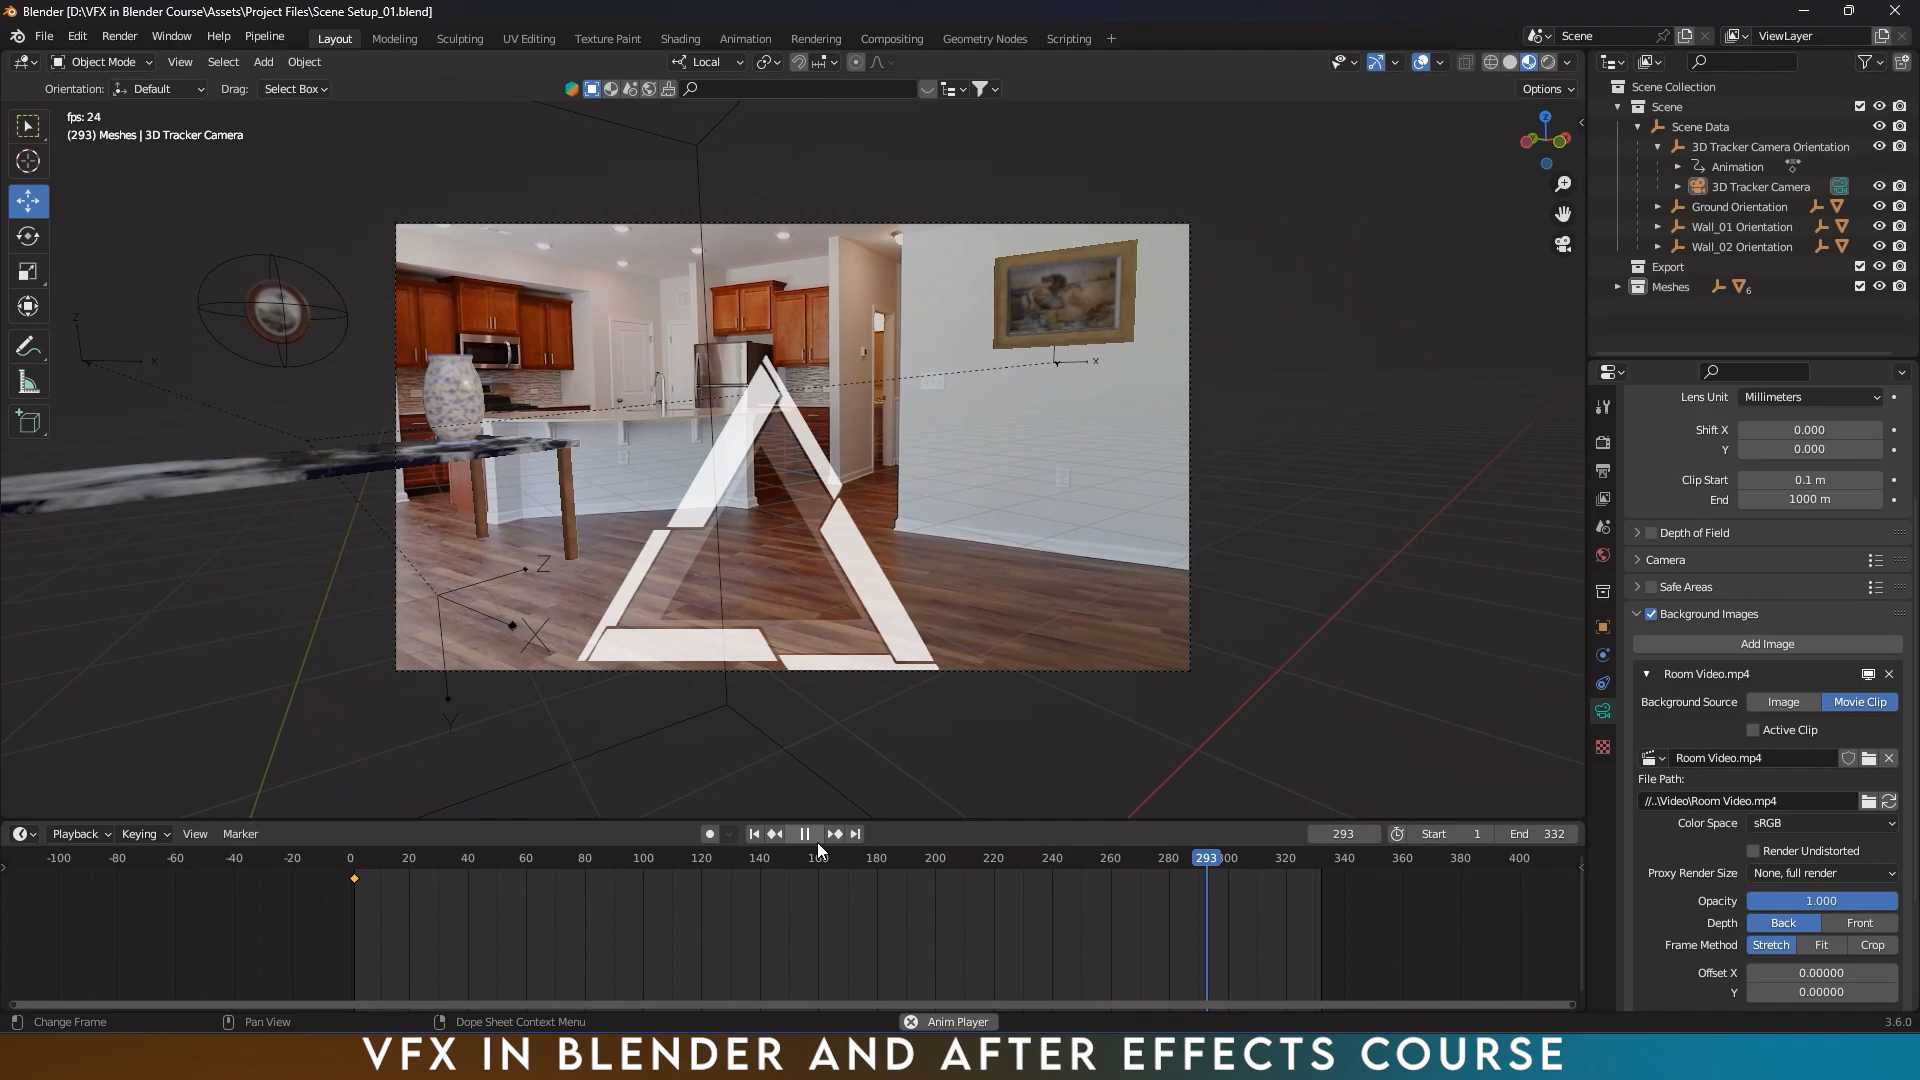 Blender [D:\VFX in Blender Course\Assets\Project Files\Scene Setup_01.blend]
File Edit Render Window Help Pipeline
Layout Modeling Sculpting UV Editing Texture Paint Shading Animation Rendering Compositing Geometry Nodes Scripting +
Scene
ViewLayer
Object Mode View Select Add Object
Local
Orientation: Default Drag: Select Box
Options
fps: 24
(293) Meshes | 3D Tracker Camera
Z
Z
X
X
Z
X
Y
Scene Collection
Scene
Scene Data
3D Tracker Camera Orientation
Animation
3D Tracker Camera
Ground Orientation
Wall_01 Orientation
Wall_02 Orientation
Export
Meshes 6
Lens Unit Millimeters
Shift X 0.000
Y 0.000
Clip Start 0.1 m
End 1000 m
Depth of Field
Camera
Safe Areas
Background Images
Add Image
Room Video.mp4
Background Source Image Movie Clip
Active Clip
Room Video.mp4
File Path:
//..\Video\Room Video.mp4
Color Space sRGB
Render Undistorted
Proxy Render Size None, full render
Opacity 1.000
Depth Back Front
Frame Method Stretch Fit Crop
Offset X 0.00000
Y 0.00000
Playback Keying View Marker
293 Start 1 End 332
-100 -80 -60 -40 -20 0 20 40 60 80 100 120 140 160 180 200 220 240 260 280 293 300 320 340 360 380 400
Change Frame Pan View Dope Sheet Context Menu Anim Player 3.6.0
VFX IN BLENDER AND AFTER EFFECTS COURSE